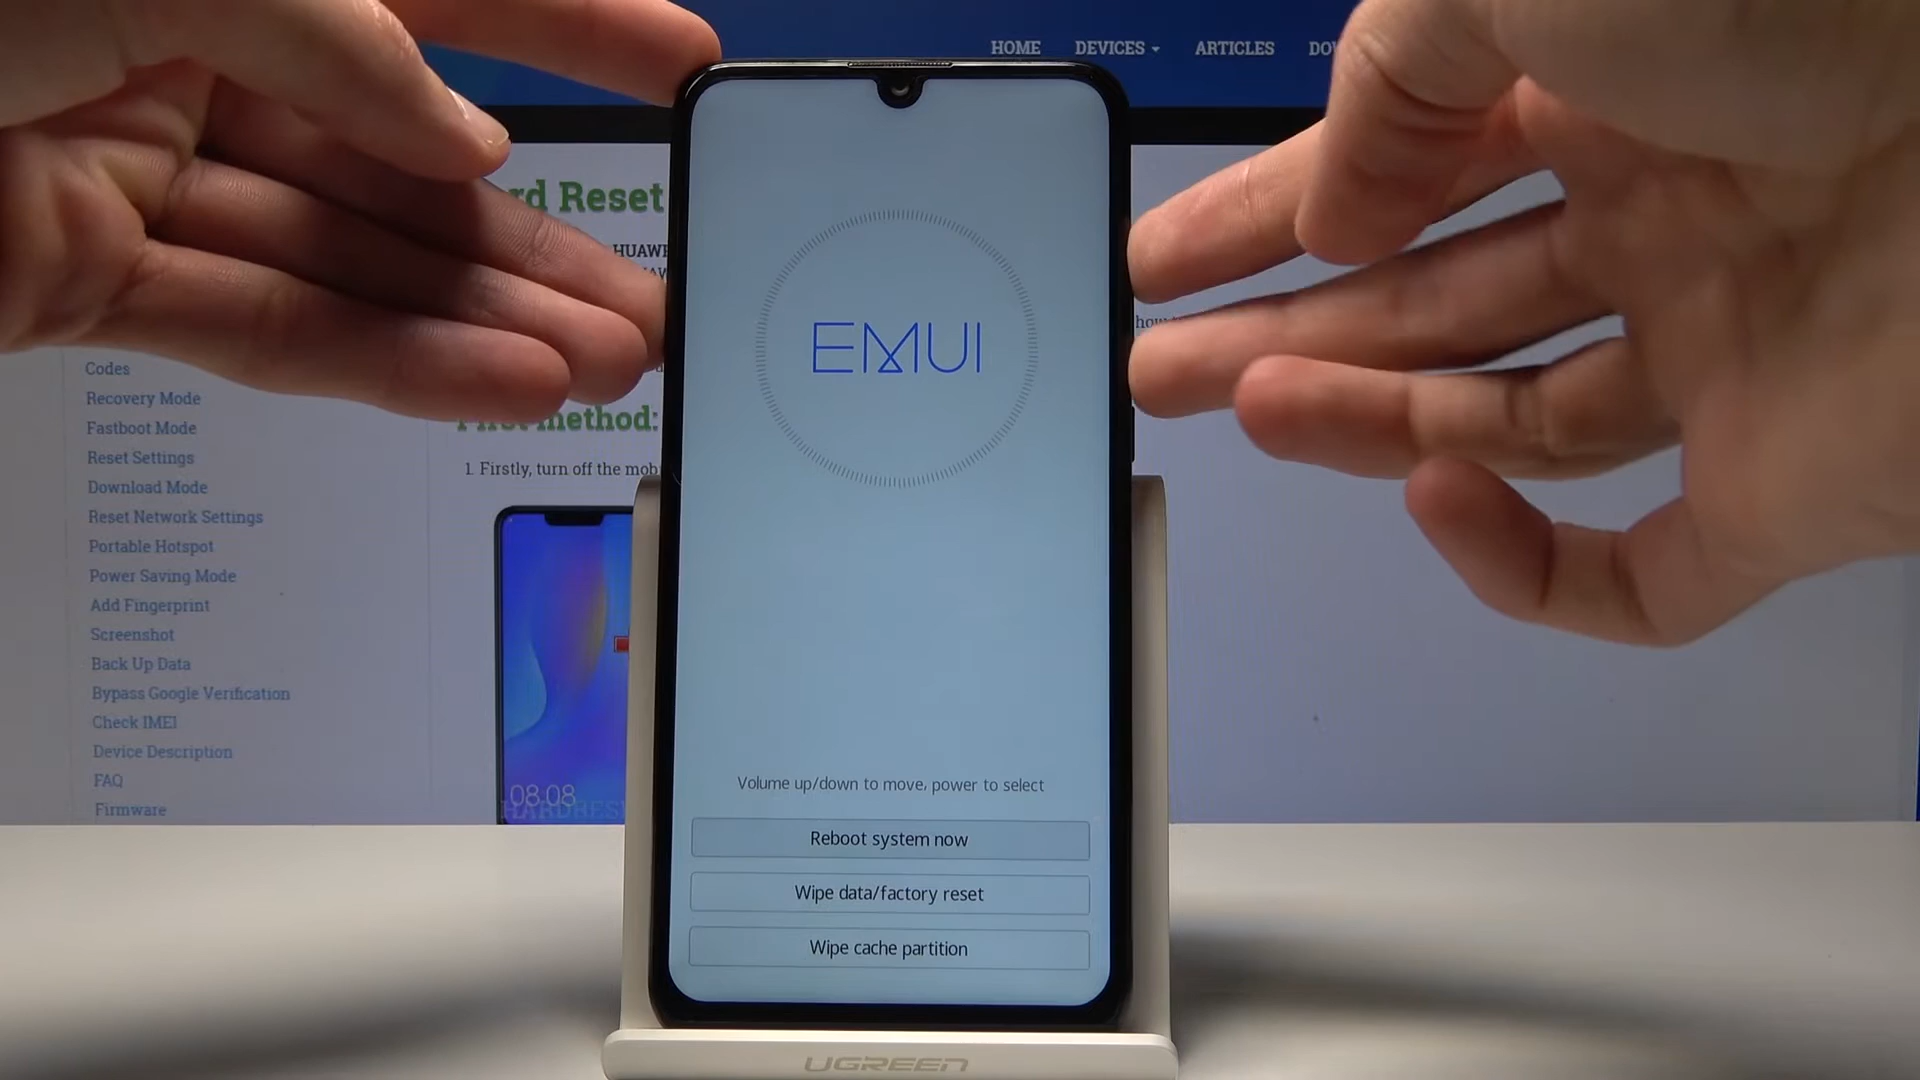 HOME DEVICES ARTICLES
rd Reset
HUAWE
how
Codes
Recovery Mode
Fastboot Mode
Reset Settings
Download Mode
Reset Network Settings
Portable Hotspot
Power Saving Mode
Add Fingerprint
Screenshot
Back Up Data
Bypass Google Verification
Check IMEI
Device Description
FAQ
Firmware
First method:
1. Firstly, turn off the mob
08:08
HARDRES
EMUI
Volume up/down to move, power to select
Reboot system now
Wipe data/factory reset
Wipe cache partition
UGREEN